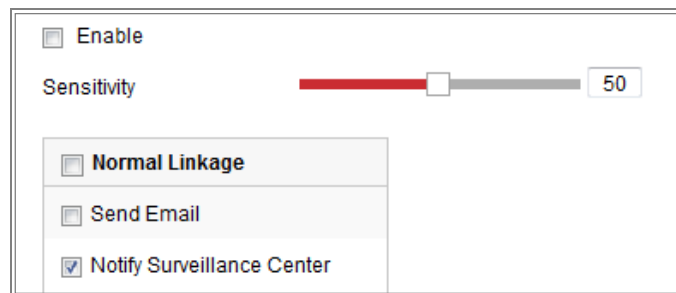 Enable
Sensitivity 50
Normal Linkage
Send Email
Notify Surveillance Center